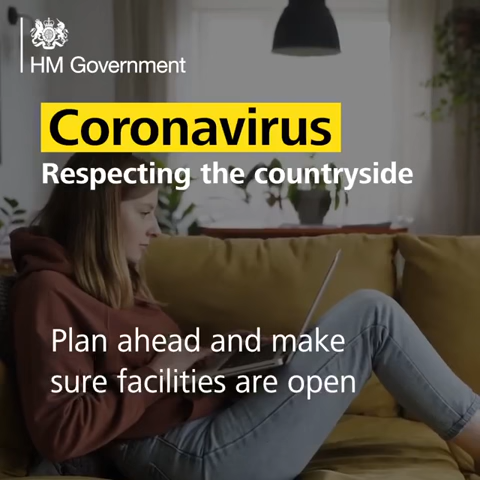 HM Government
Coronavirus
Respecting the countryside
Plan ahead and make
sure facilities are open